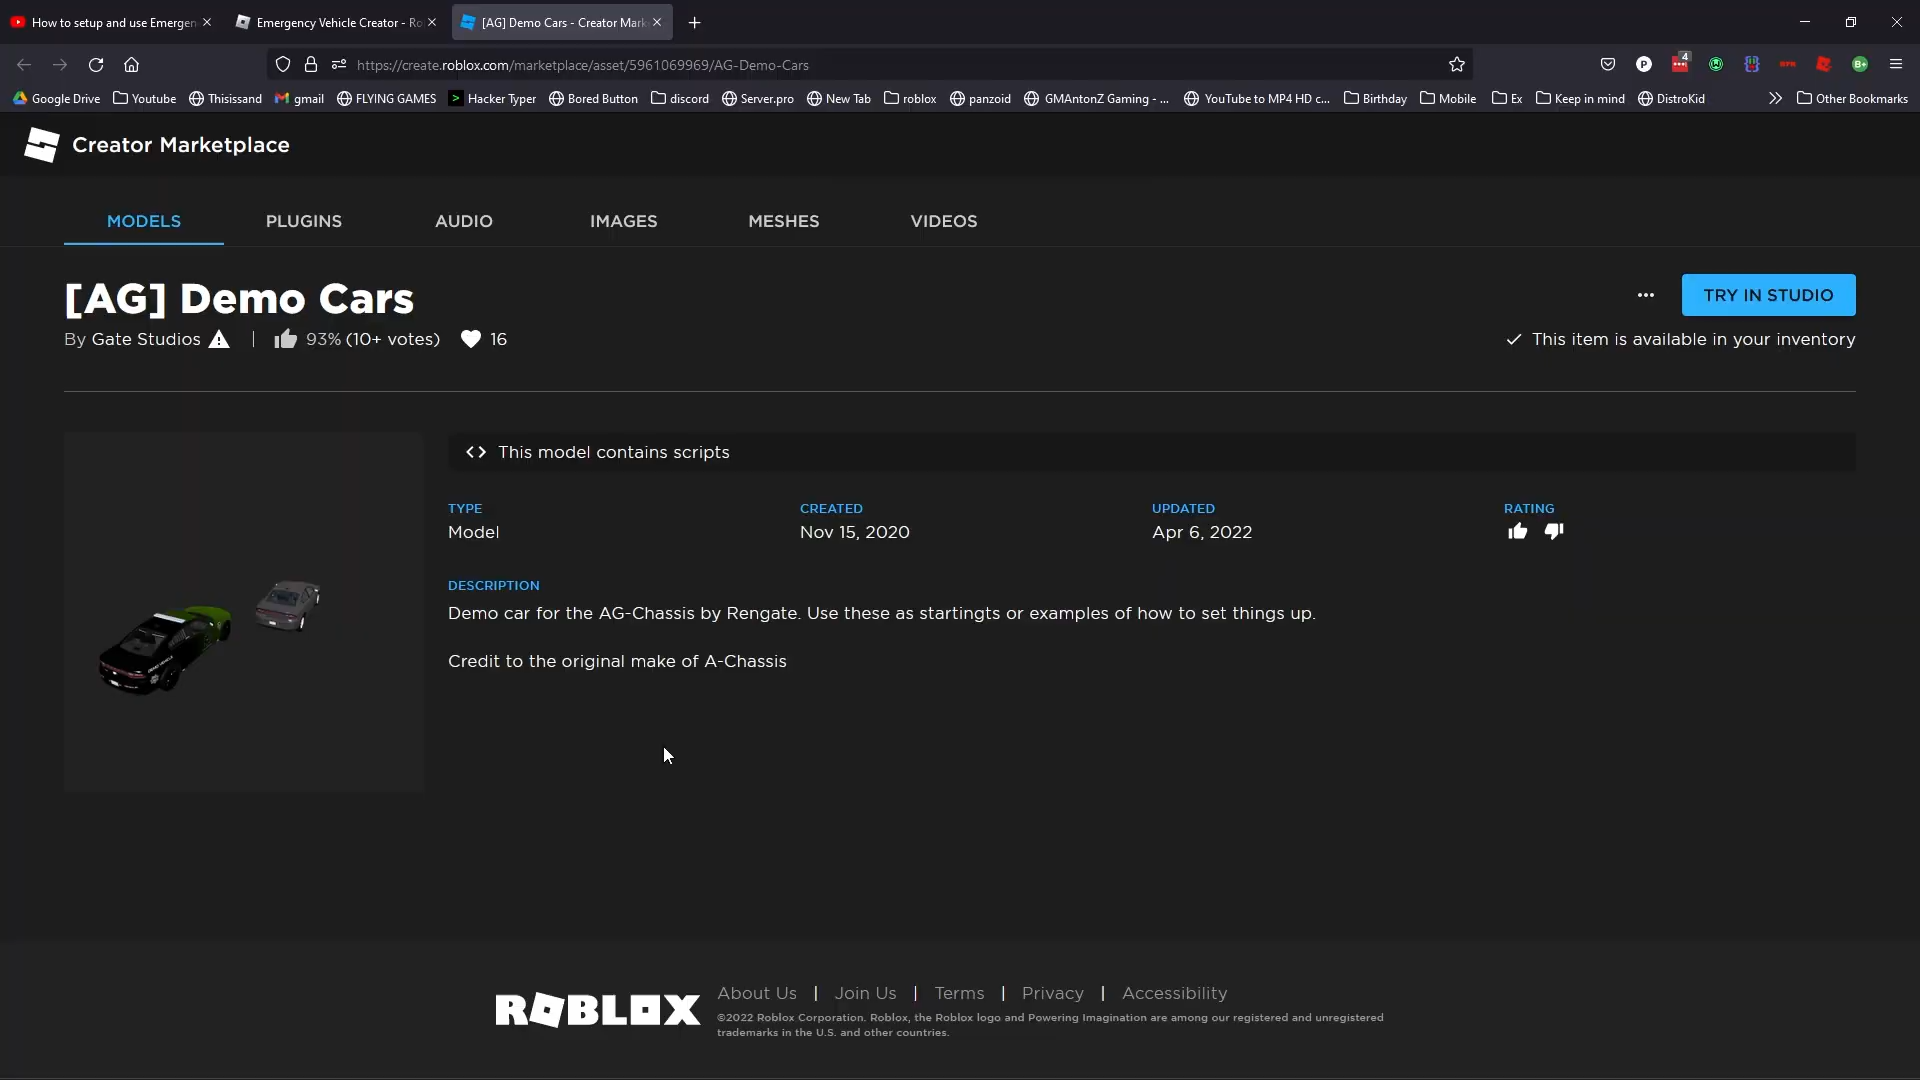 How to setup and use Emergen
Emergency Vehicle Creator - Ro
[AG] Demo Cars - Creator Mark
https://create.roblox.com/marketplace/asset/5961069969/AG-Demo-Cars
4
Google Drive
Youtube
Thisissand
gmail
FLYING GAMES
Hacker Typer
Bored Button
discord
Server.pro
New Tab
roblox
panzoid
GMAntonZ Gaming - ...
YouTube to MP4 HD c...
Birthday
Mobile
Ex
Keep in mind
DistroKid
Other Bookmarks
Creator Marketplace
MODELS
PLUGINS
AUDIO
IMAGES
MESHES
VIDEOS
[AG] Demo Cars
TRY IN STUDIO
By Gate Studios | 93% (10+ votes) 16
This item is available in your inventory
<> This model contains scripts
TYPE
CREATED
UPDATED
RATING
Model
Nov 15, 2020
Apr 6, 2022
DESCRIPTION
Demo car for the AG-Chassis by Rengate. Use these as startingts or examples of how to set things up.
Credit to the original make of A-Chassis
ROBLOX
About Us | Join Us | Terms | Privacy | Accessibility
©2022 Roblox Corporation. Roblox, the Roblox logo and Powering Imagination are among our registered and unregistered
trademarks in the U.S. and other countries.